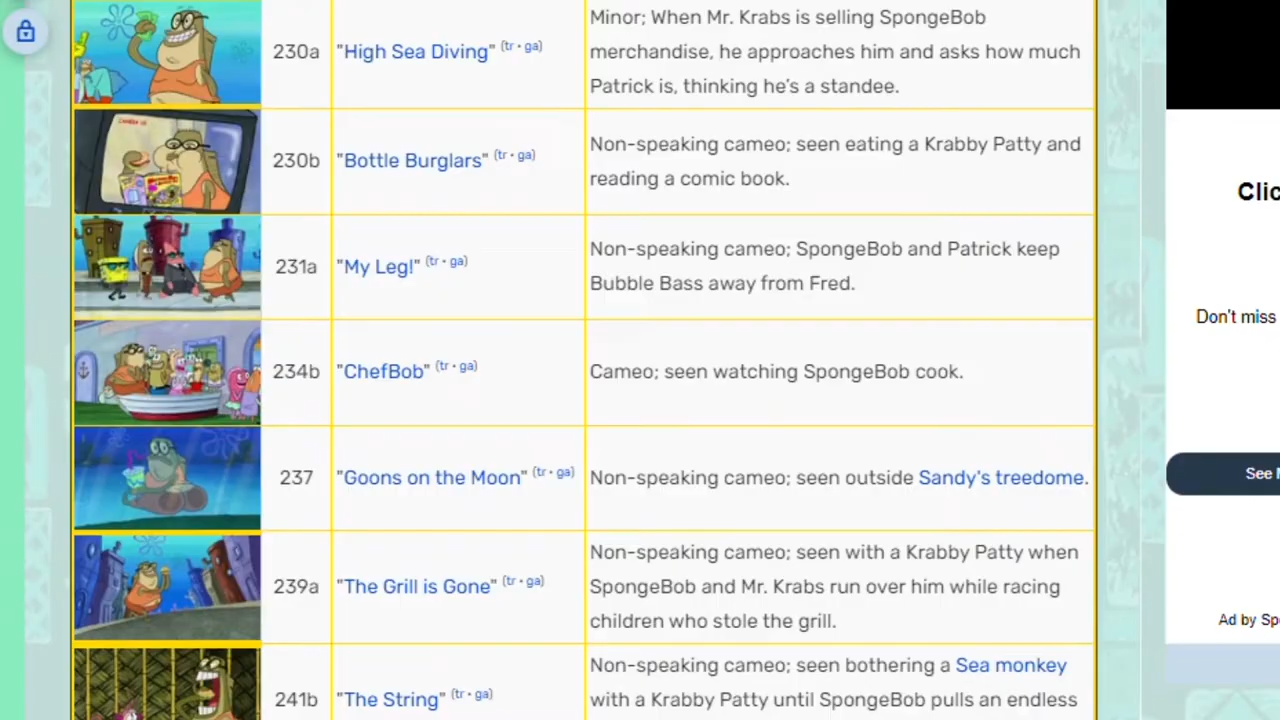 Minor; When Mr. Krabs is selling SpongeBob
230a "High Sea Diving" (tr • ga) merchandise, he approaches him and asks how much
Patrick is, thinking he's a standee.
230b "Bottle Burglars" (tr • ga) Non-speaking cameo; seen eating a Krabby Patty and
reading a comic book.
231a "My Leg!" (tr • ga) Non-speaking cameo; SpongeBob and Patrick keep
Bubble Bass away from Fred.
234b "ChefBob" (tr • ga) Cameo; seen watching SpongeBob cook.
237 "Goons on the Moon" (tr • ga) Non-speaking cameo; seen outside Sandy's treedome.
Non-speaking cameo; seen with a Krabby Patty when
239a "The Grill is Gone" (tr • ga) SpongeBob and Mr. Krabs run over him while racing
children who stole the grill.
Non-speaking cameo; seen bothering a Sea monkey
241b "The String" (tr • ga) with a Krabby Patty until SpongeBob pulls an endless
Clic
Don't miss
See
Ad by Sp